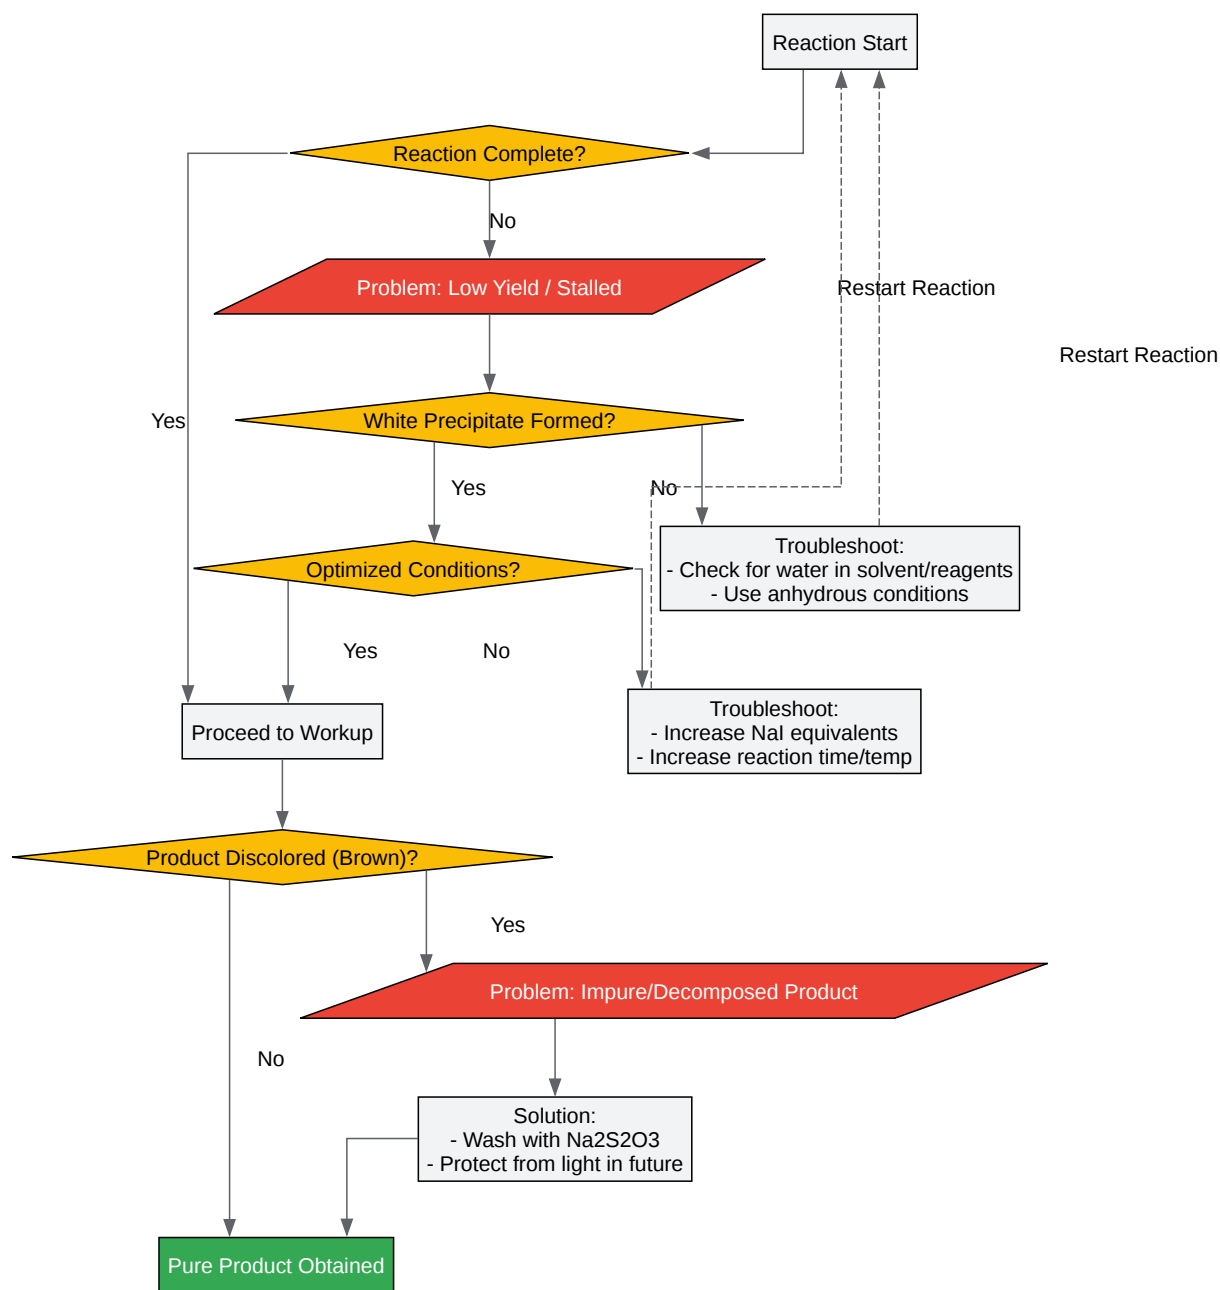 Reaction Start
Reaction Complete?
No
Problem: Low Yield / Stalled
Restart Reaction
Restart Reaction
Yes
White Precipitate Formed?
Yes
No
Troubleshoot:
- Check for water in solvent/reagents
- Use anhydrous conditions
Optimized Conditions?
Yes
No
Troubleshoot:
- Increase NaI equivalents
- Increase reaction time/temp
Proceed to Workup
Product Discolored (Brown)?
Yes
Problem: Impure/Decomposed Product
No
Solution:
- Wash with Na2S2O3
- Protect from light in future
Pure Product Obtained